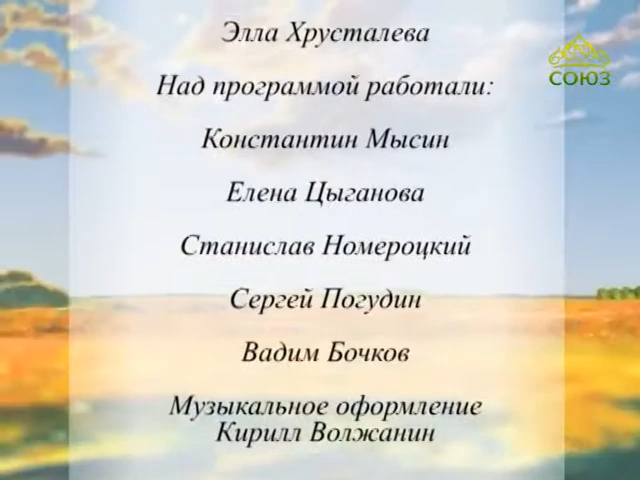 Элла Хрусталева
СОЮЗ
Над программой работали:
Константин Мысин
Елена Цыганова
Станислав Номероцкий
Сергей Погудин
Вадим Бочков
Музыкальное оформление
Кирилл Волжанин